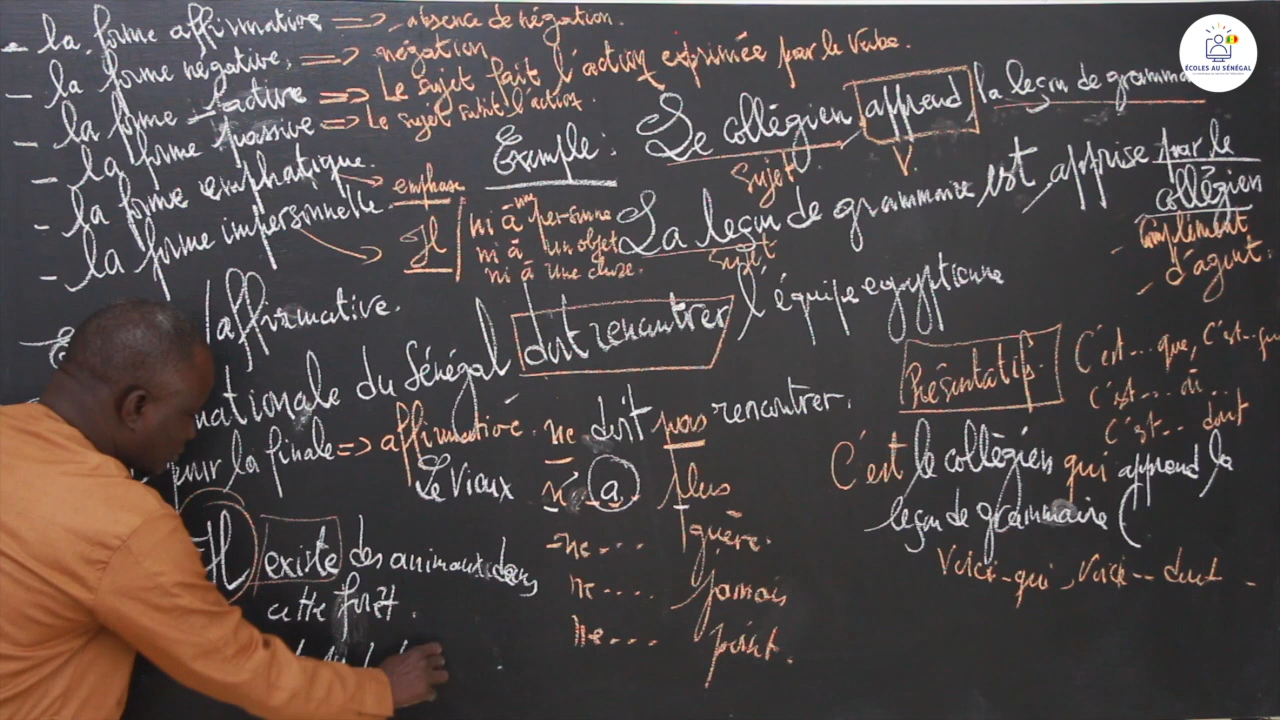 - la forme affirmative => absence de négation.
- la forme négative, => négation
- la forme active => Le sujet fait l'action exprimée par le verbe.
- la forme passive => Le sujet subit l'action.
- la forme emphatique. emphase
- la forme impersonnelle. Il
ni à une personne
ni à un objet
ni à une chose.
Exemple: Le collégien apprend la leçon de grammaire
Sujet V.
La leçon de grammaire est apprise par le collégien
Sujet
Complément d'agent.
affirmative.
nationale du Sénégal doit rencontrer l'équipe egyptienne
pour la finale => affirmative. ne doit pas rencontrer.
Le Vieux n' a plus
- ne ... guère.
ne .... jamais
ne .... point.
Présentatifs. C'est...que, C'est-qui
c'est...où...
c'est...dont
C'est le collégien qui apprend la
leçon de grammaire (
Voici-qui, Voici--dont -
Il existe des animaux dans
cette forêt.
ÉCOLES AU SÉNÉGAL